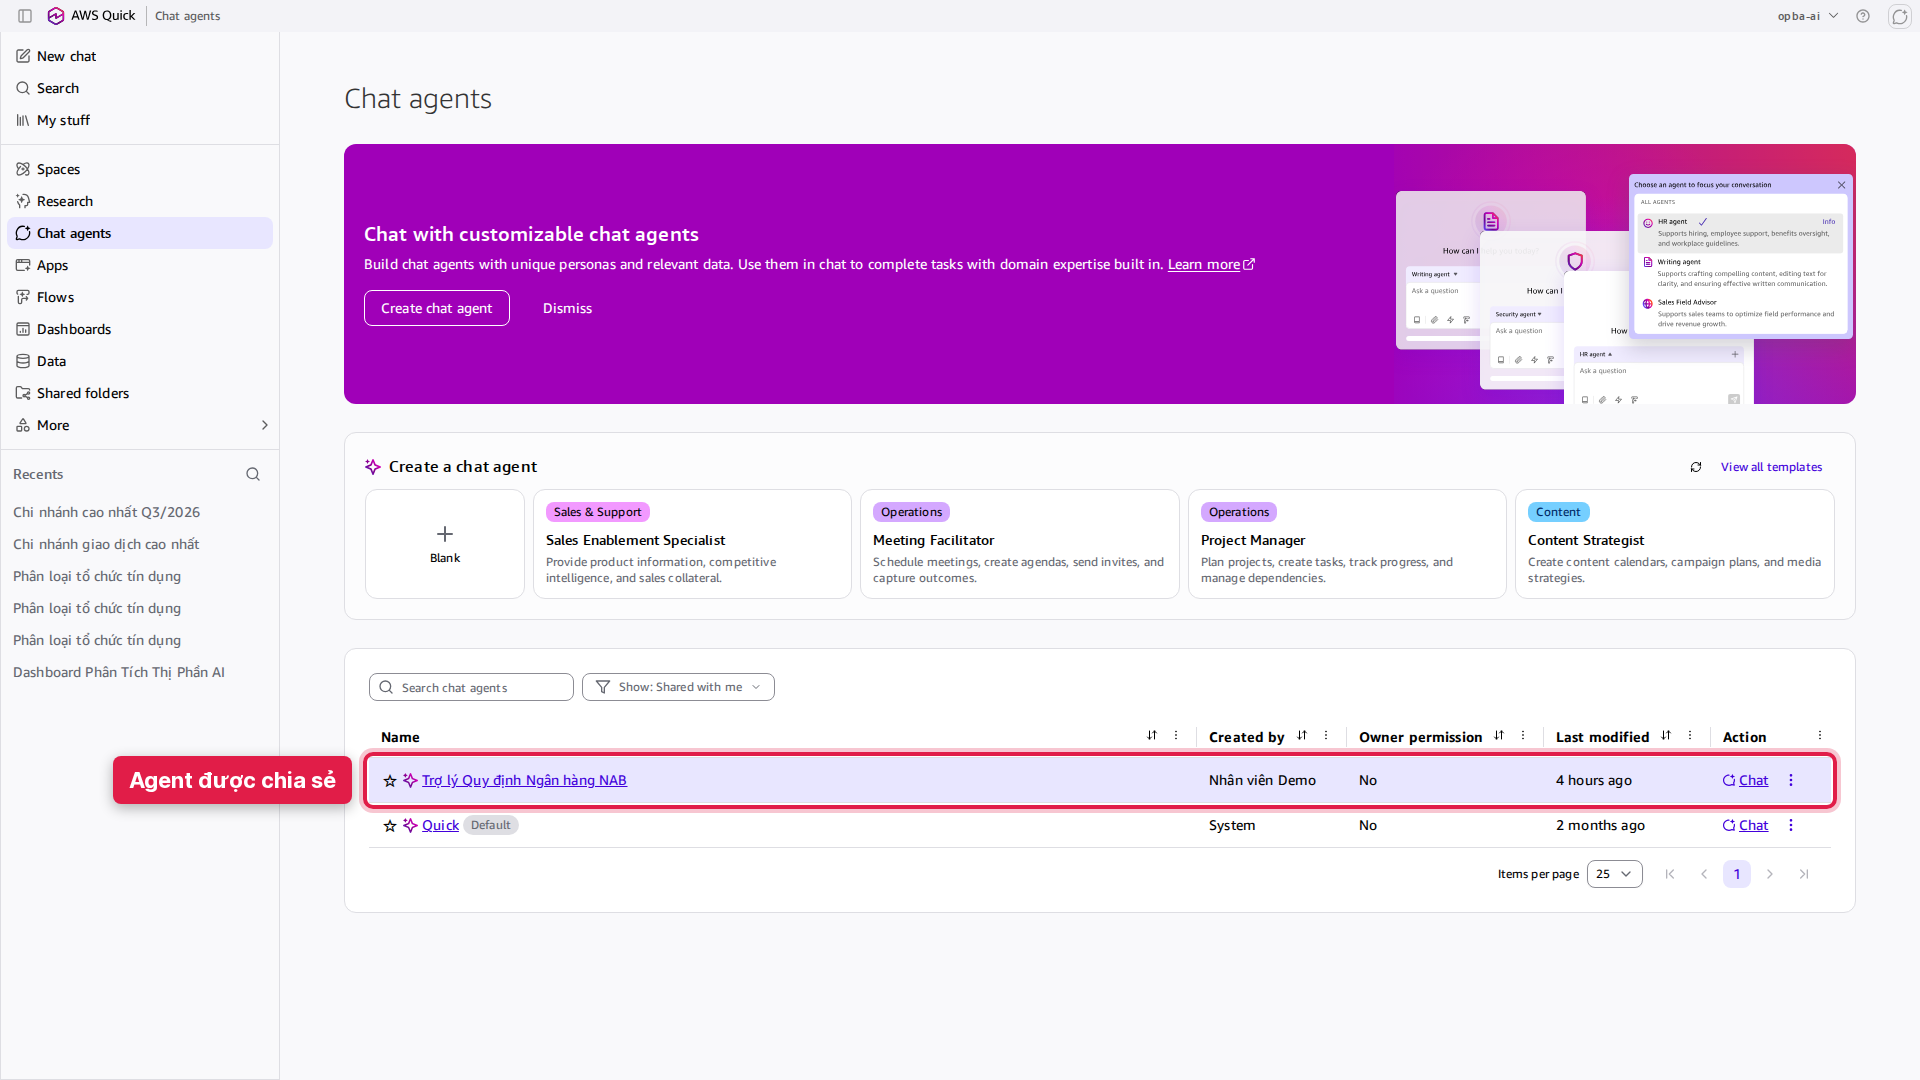 AWS Quick
Chat agents
opba-ai
New chat
Search
My stuff
Spaces
Research
Chat agents
Apps
Flows
Dashboards
Data
Shared folders
More
Recents
Chi nhánh cao nhất Q3/2026
Chi nhánh giao dịch cao nhất
Phân loại tổ chức tín dụng
Phân loại tổ chức tín dụng
Phân loại tổ chức tín dụng
Dashboard Phân Tích Thị Phần AI
Chat agents
Chat with customizable chat agents
Build chat agents with unique personas and relevant data. Use them in chat to complete tasks with domain expertise built in. Learn more
Create chat agent
Dismiss
How can I
Writing agent
Ask a question
How can I
Security agent
Ask a question
How
HR agent
Ask a question
Choose an agent to focus your conversation
ALL AGENTS
HR agent
Info
Supports hiring, employee support, benefits oversight,
and workplace guidelines.
Writing agent
Supports crafting compelling content, editing text for
clarity, and ensuring effective written communication.
Sales Field Advisor
Supports sales teams to optimize field performance and
drive revenue growth.
Create a chat agent
View all templates
Blank
Sales & Support
Sales Enablement Specialist
Provide product information, competitive
intelligence, and sales collateral.
Operations
Meeting Facilitator
Schedule meetings, create agendas, send invites, and
capture outcomes.
Operations
Project Manager
Plan projects, create tasks, track progress, and
manage dependencies.
Content
Content Strategist
Create content calendars, campaign plans, and media
strategies.
Search chat agents
Show: Shared with me
Name
Created by
Owner permission
Last modified
Action
Agent được chia sẻ
Trợ lý Quy định Ngân hàng NAB
Nhân viên Demo
No
4 hours ago
Chat
Quick
Default
System
No
2 months ago
Chat
Items per page
25
1